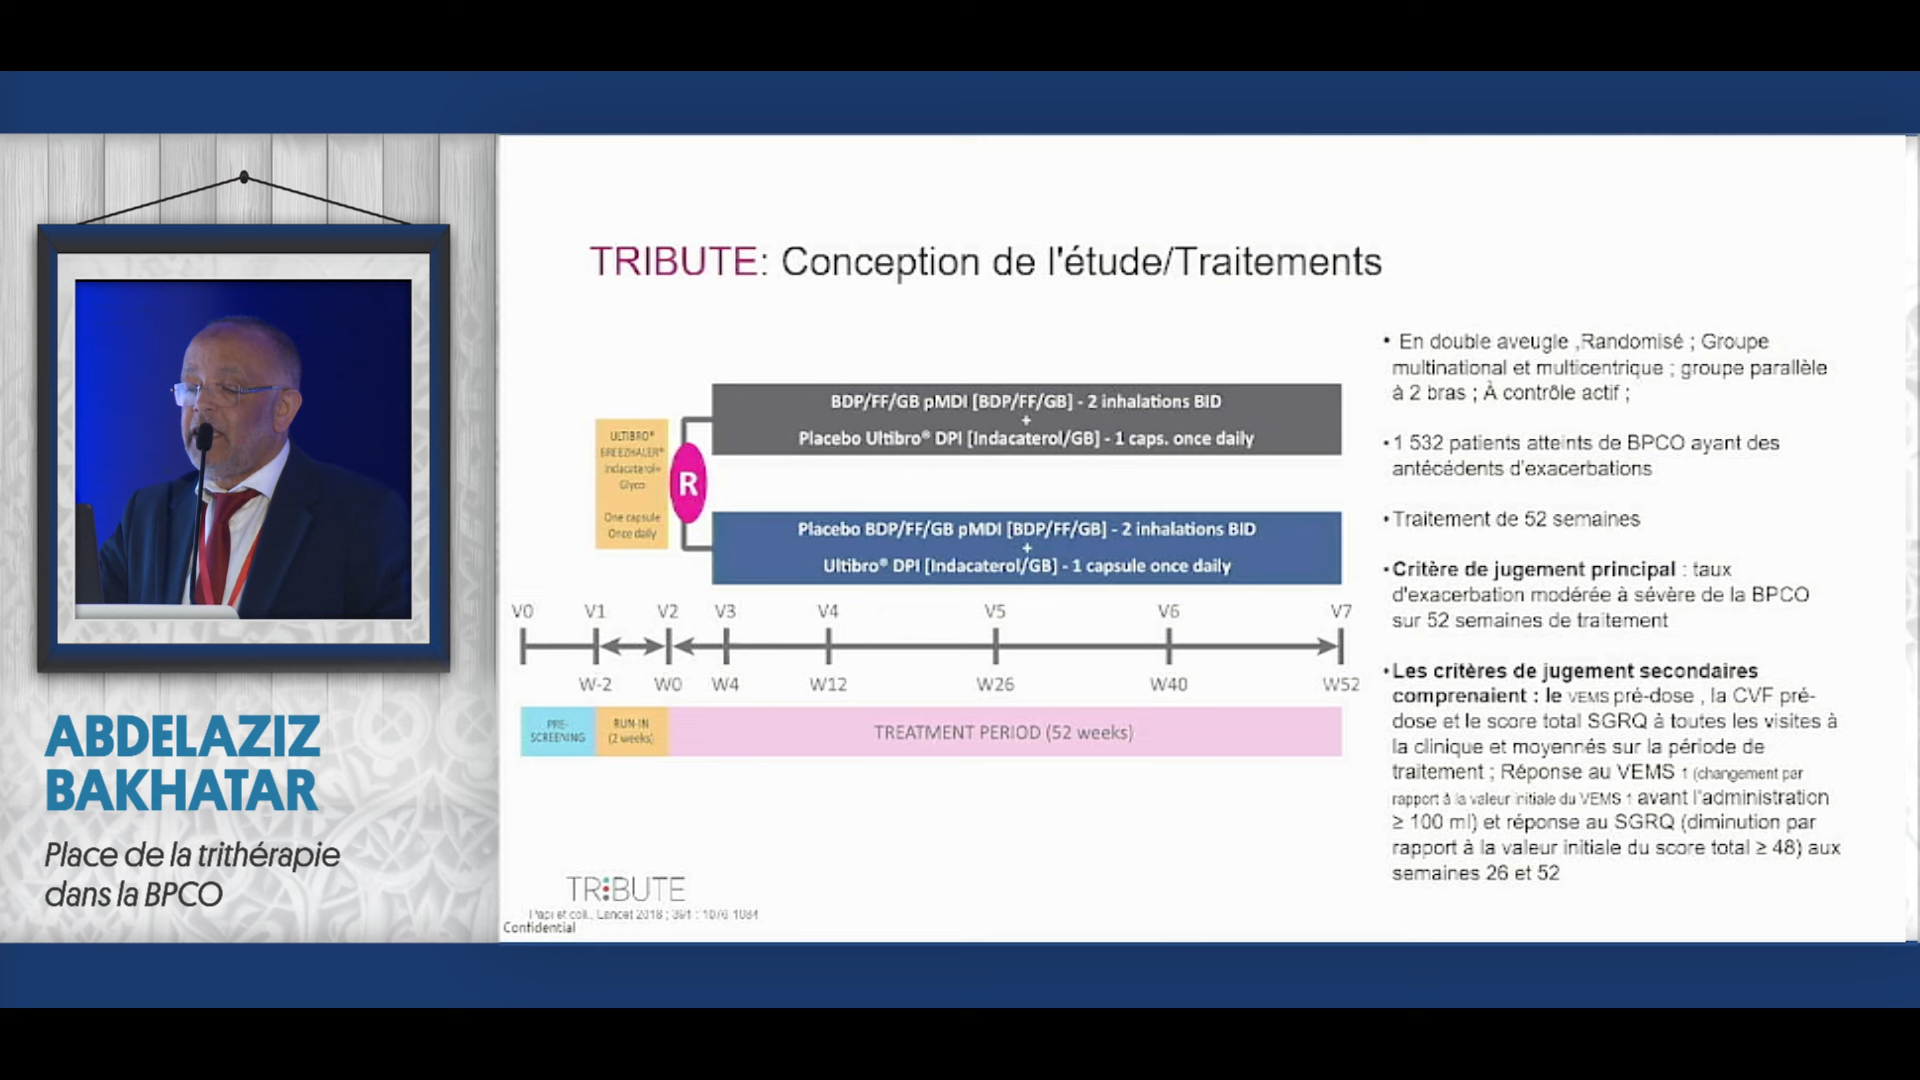 TRIBUTE: Conception de l'étude/Traitements
ULTIBRO®
BREEZHALER®
Indacaterol+
Glyco
One capsule
Once daily
R
BDP/FF/GB pMDI [BDP/FF/GB] - 2 inhalations BID
+
Placebo Ultibro® DPI [Indacaterol/GB] - 1 caps. once daily
Placebo BDP/FF/GB pMDI [BDP/FF/GB] - 2 inhalations BID
+
Ultibro® DPI [Indacaterol/GB] - 1 capsule once daily
V0 V1 V2 V3 V4 V5 V6 V7
W-2 W0 W4 W12 W26 W40 W52
PRE-
SCREENING
RUN-IN
(2 weeks)
TREATMENT PERIOD (52 weeks)
• En double aveugle ,Randomisé ; Groupe
multinational et multicentrique ; groupe parallèle
à 2 bras ; À contrôle actif ;
•1 532 patients atteints de BPCO ayant des
antécédents d'exacerbations
•Traitement de 52 semaines
•Critère de jugement principal : taux
d'exacerbation modérée à sévère de la BPCO
sur 52 semaines de traitement
•Les critères de jugement secondaires
comprenaient : le VEMS pré-dose , la CVF pré-
dose et le score total SGRQ à toutes les visites à
la clinique et moyennés sur la période de
traitement ; Réponse au VEMS 1 (changement par
rapport à la valeur initiale du VEMS 1 avant l'administration
≥ 100 ml) et réponse au SGRQ (diminution par
rapport à la valeur initiale du score total ≥ 48) aux
semaines 26 et 52
TRIBUTE
Papi et coll., Lancet 2018 ; 391 : 1076-1084
Confidential
ABDELAZIZ
BAKHATAR
Place de la trithérapie
dans la BPCO